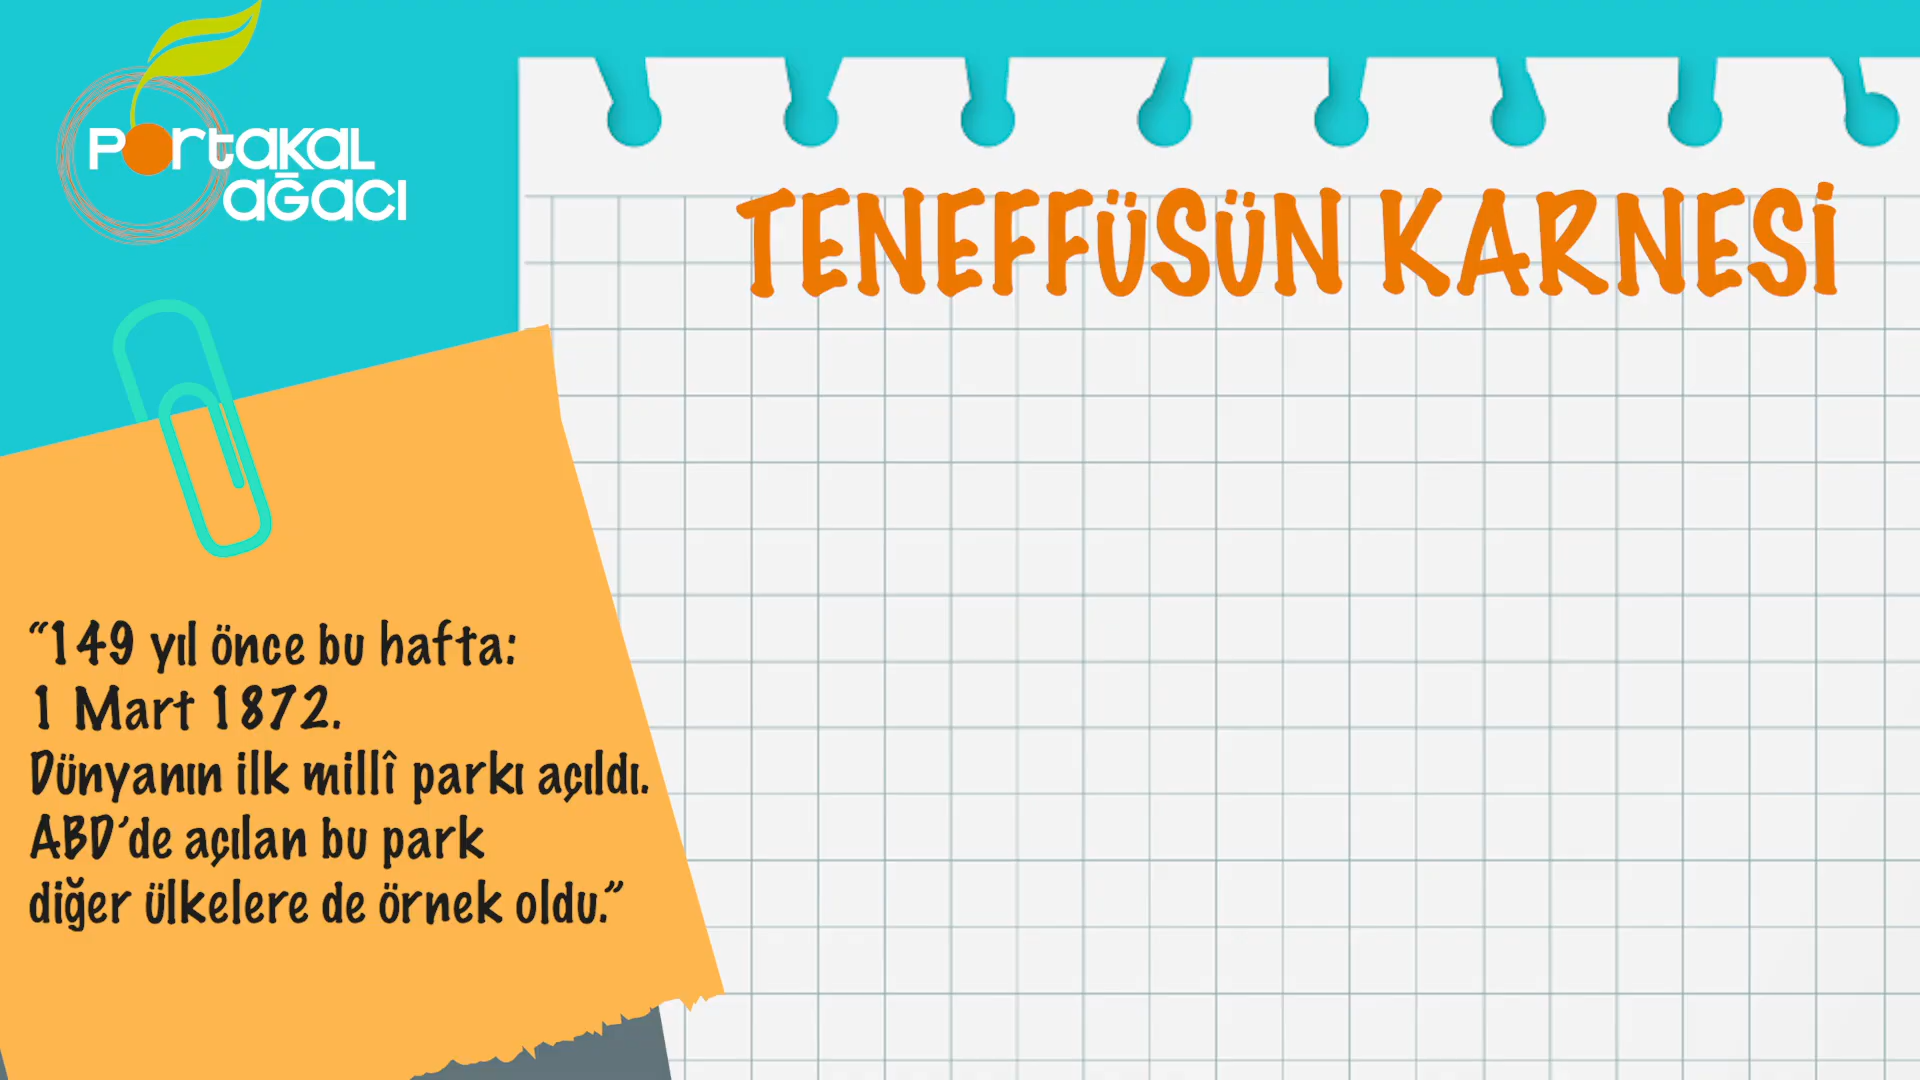 Portakal
ağacı
TENEFFÜSÜN KARNESİ
“149 yıl önce bu hafta:
1 Mart 1872.
Dünyanın ilk millî parkı açıldı.
ABD’de açılan bu park
diğer ülkelere de örnek oldu.”